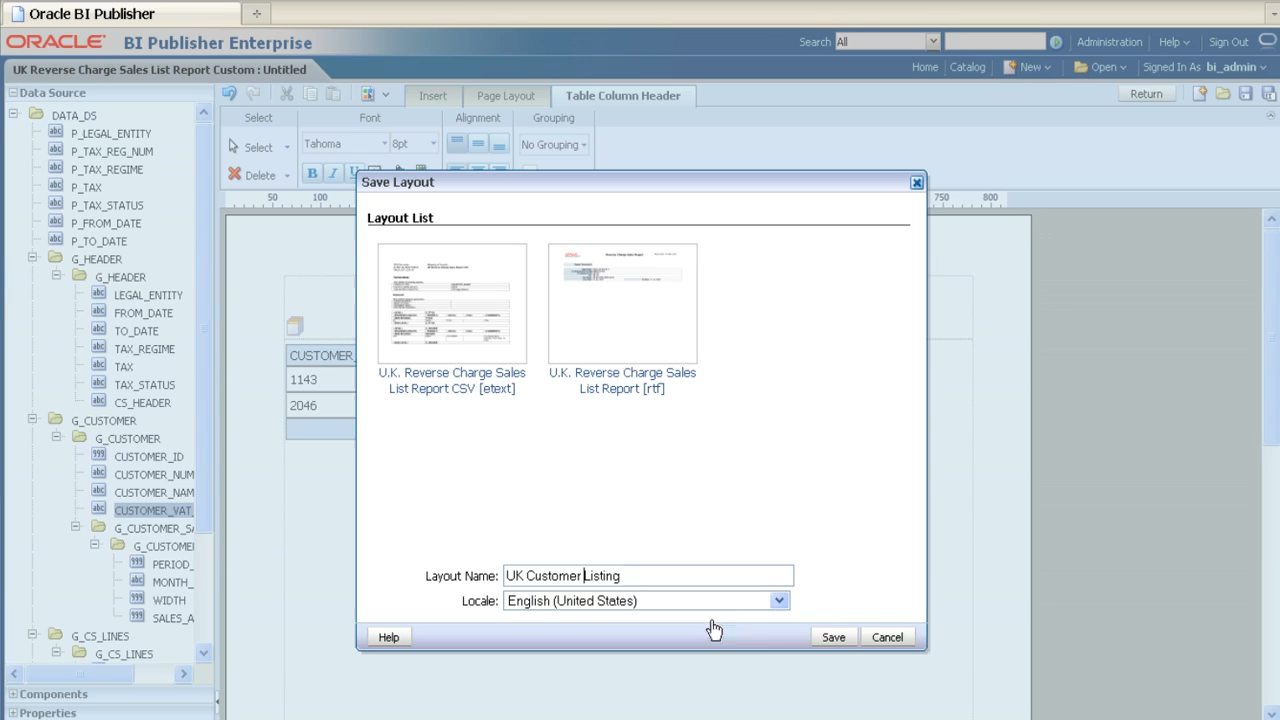 Oracle BI Publisher
ORACLE BI Publisher Enterprise
Search All
Administration Help Sign Out
UK Reverse Charge Sales List Report Custom : Untitled
Home Catalog New Open Signed In As bi_admin
Data Source
Insert Page Layout Table Column Header
Return
Select Font Alignment Grouping
Select Tahoma 8pt No Grouping
Delete B I U
50 100 750 800
DATA_DS
P_LEGAL_ENTITY
P_TAX_REG_NUM
P_TAX_REGIME
P_TAX
P_TAX_STATUS
P_FROM_DATE
P_TO_DATE
G_HEADER
G_HEADER
LEGAL_ENTITY
FROM_DATE
TO_DATE
TAX_REGIME
TAX
TAX_STATUS
CS_HEADER
G_CUSTOMER
G_CUSTOMER
CUSTOMER_ID
CUSTOMER_NUM
CUSTOMER_NAM
CUSTOMER_VAT_
G_CUSTOMER_SA
G_CUSTOMER
PERIOD_
MONTH_
WIDTH
SALES_A
G_CS_LINES
G_CS_LINES
Components
Properties
CUSTOMER_
1143
2046
Save Layout
Layout List
U.K. Reverse Charge Sales
List Report CSV [etext]
U.K. Reverse Charge Sales
List Report [rtf]
Layout Name: UK Customer Listing
Locale: English (United States)
Help Save Cancel